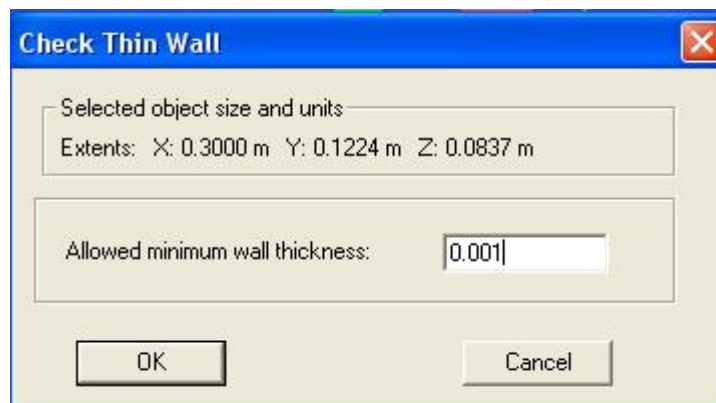 Check Thin Wall
Selected object size and units
Extents: X: 0.3000 m Y: 0.1224 m Z: 0.0837 m
Allowed minimum wall thickness: 0.001
OK Cancel